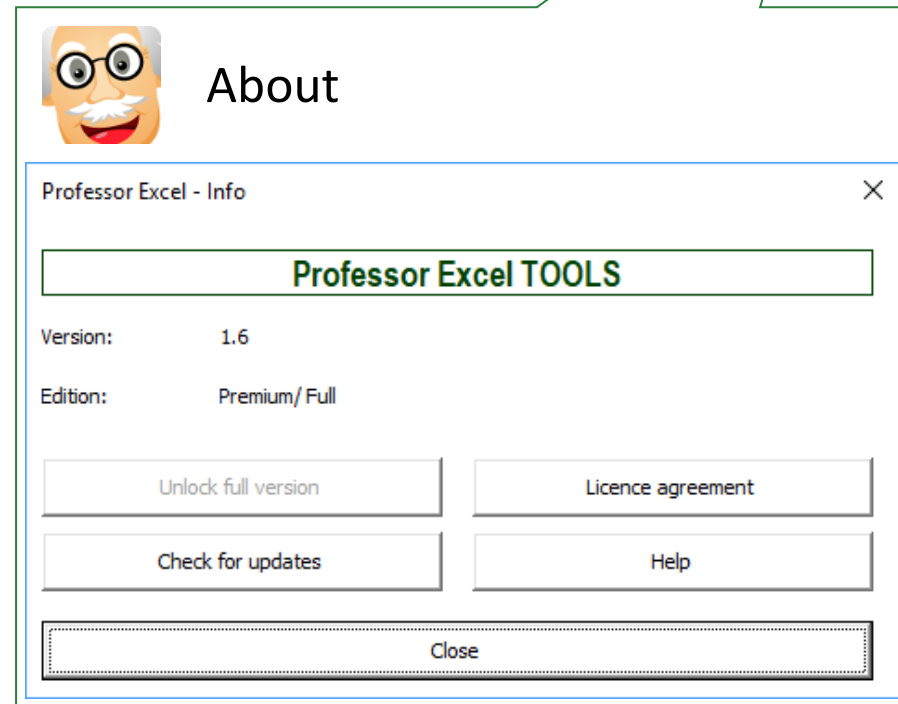 About
Professor Excel - Info
Professor Excel TOOLS
Version: 1.6
Edition: Premium/ Full
Unlock full version Licence agreement
Check for updates Help
Close